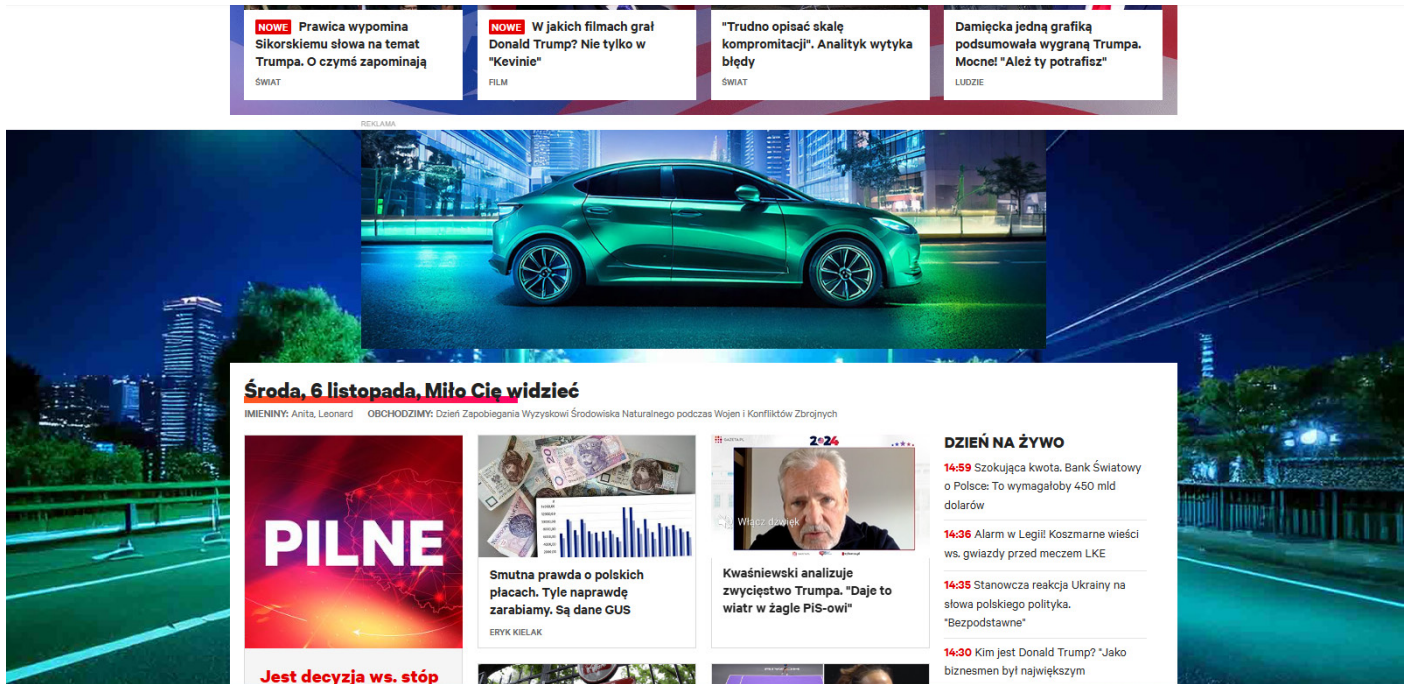 NOWE Prawica wypomina
Sikorskiemu słowa na temat
Trumpa. O czymś zapominają
ŚWIAT
NOWE W jakich filmach grał
Donald Trump? Nie tylko w
"Kevinie"
FILM
"Trudno opisać skalę
kompromitacji". Analityk wytyka
błędy
ŚWIAT
Damięcka jedną grafiką
podsumowała wygraną Trumpa.
Mocne! "Ależ ty potrafisz"
LUDZIE
REKLAMA
Środa, 6 listopada, Miło Cię widzieć
IMIENINY: Anita, Leonard OBCHODZIMY: Dzień Zapobiegania Wyzyskowi Środowiska Naturalnego podczas Wojen i Konfliktów Zbrojnych
PILNE
Jest decyzja ws. stóp
20
Smutna prawda o polskich
płacach. Tyle naprawdę
zarabiamy. Są dane GUS
ERYK KIELAK
GAZETA.PL
2024
Włącz dźwięk
Kwaśniewski analizuje
zwycięstwo Trumpa. "Daje to
wiatr w żagle PiS-owi"
DZIEŃ NA ŻYWO
14:59 Szokująca kwota. Bank Światowy
o Polsce: To wymagałoby 450 mld
dolarów
14:36 Alarm w Legii! Koszmarne wieści
ws. gwiazdy przed meczem LKE
14:35 Stanowcza reakcja Ukrainy na
słowa polskiego polityka.
"Bezpodstawne"
14:30 Kim jest Donald Trump? "Jako
biznesmen był największym